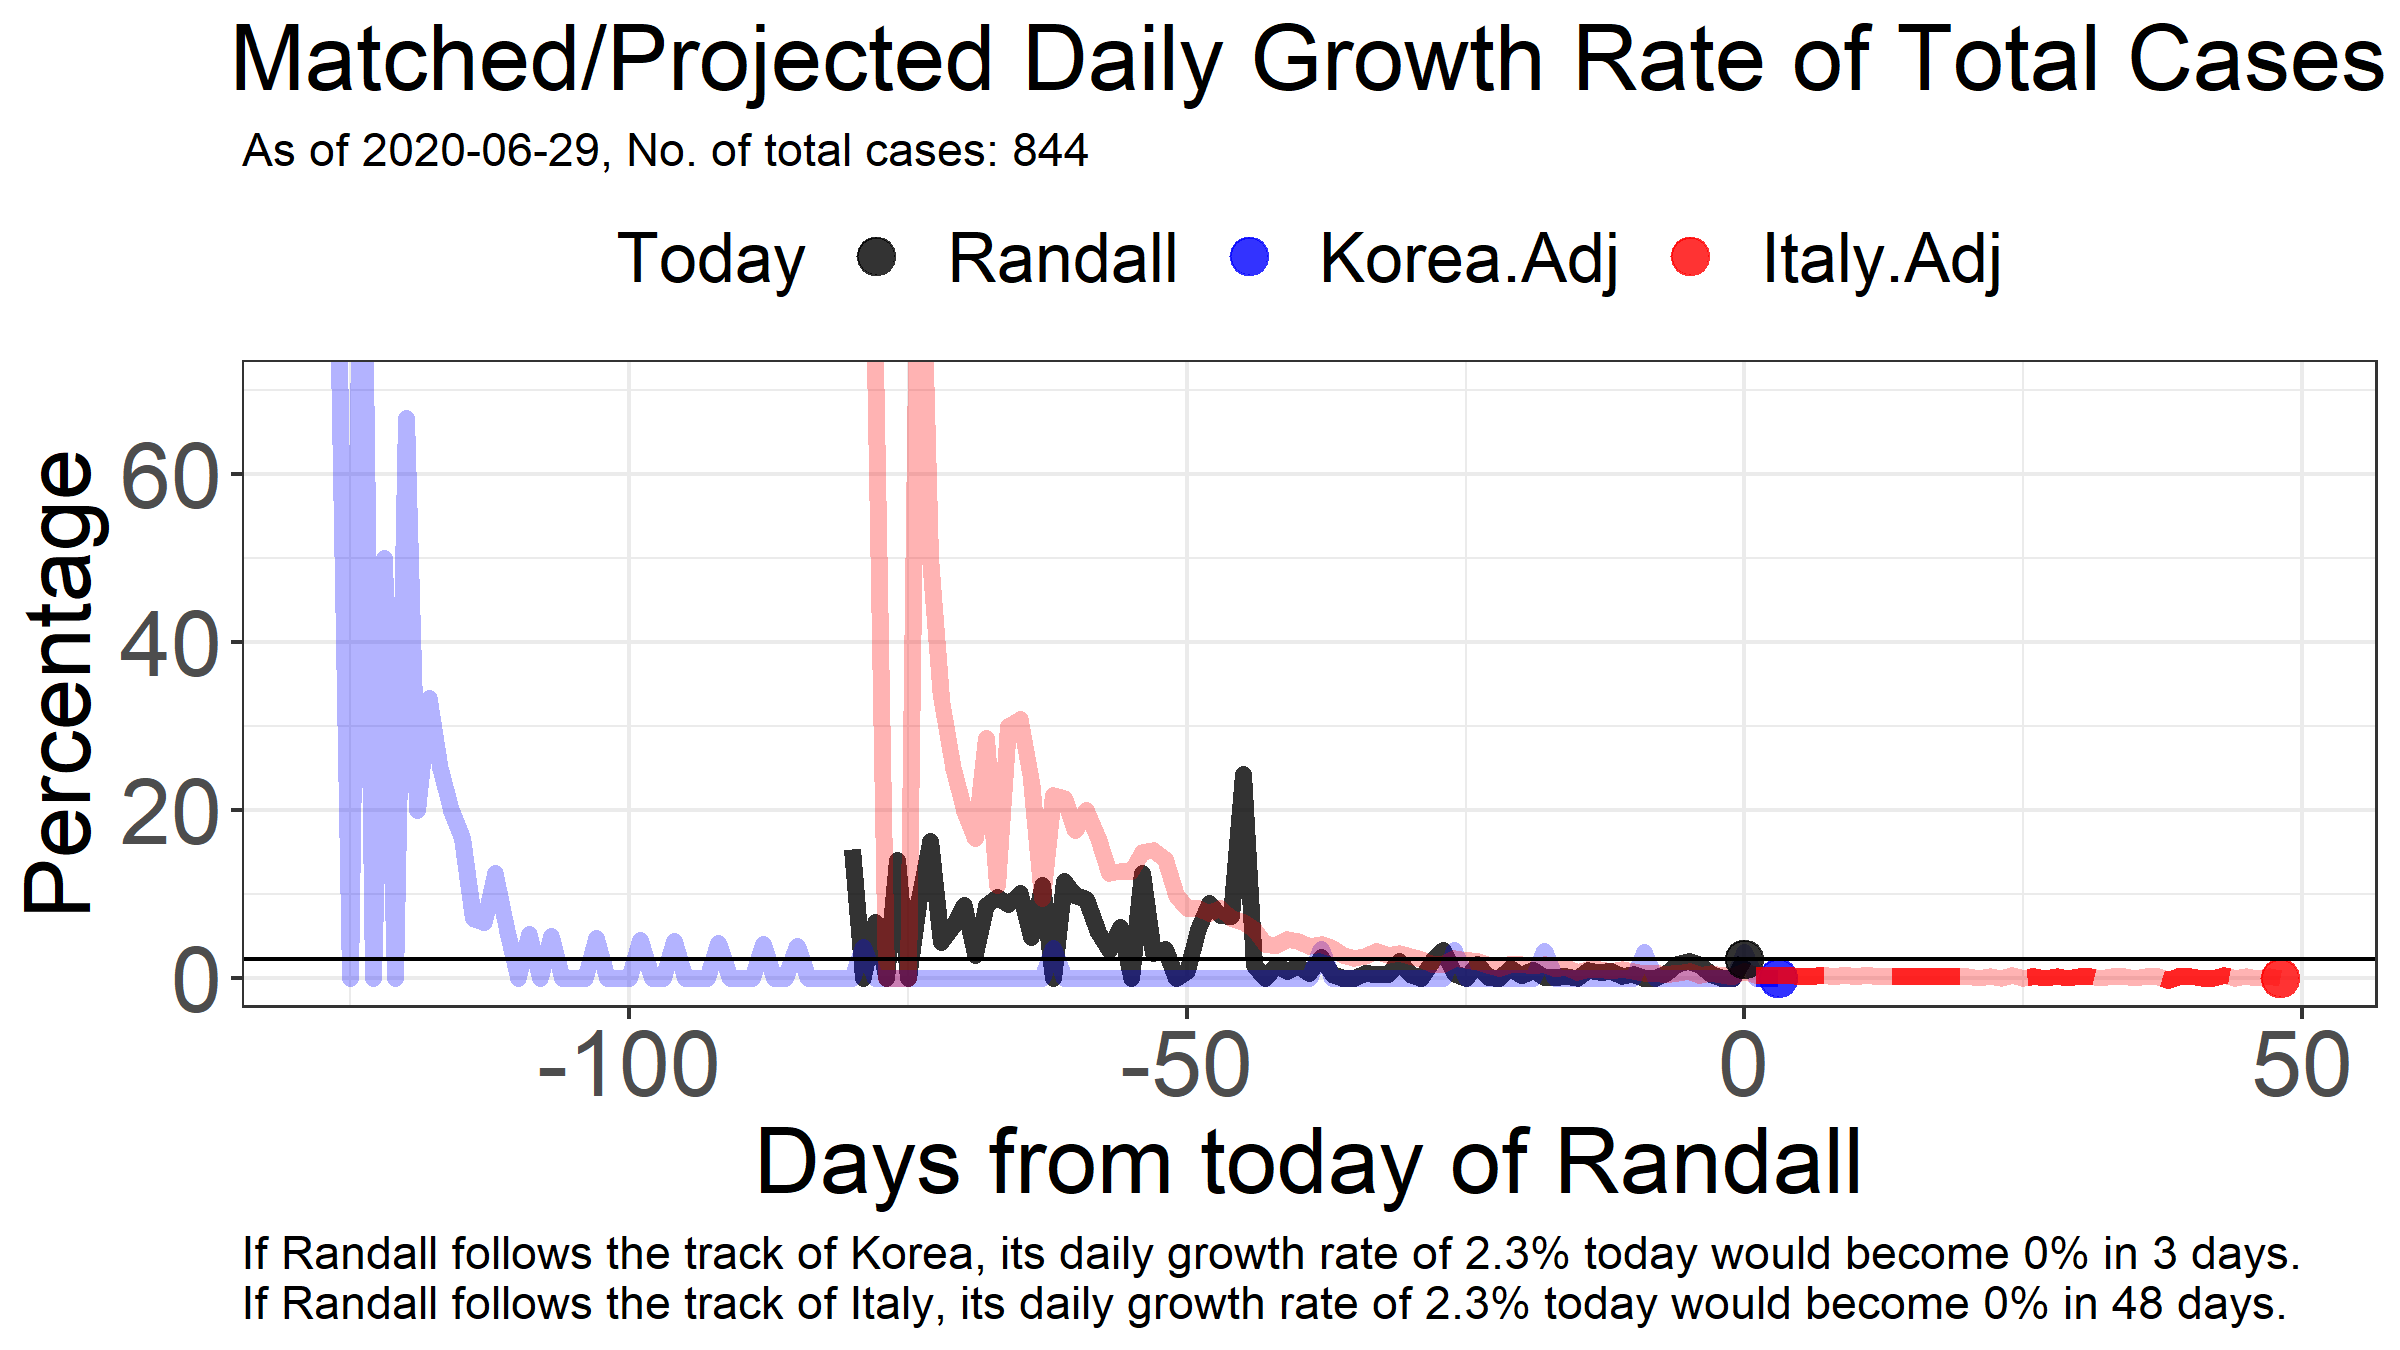 Matched/Projected Daily Growth Rate of Total Cases
As of 2020-06-29, No. of total cases: 844
Today Randall Korea.Adj Italy.Adj
Percentage
60
40
20
0
-100 -50 0 50
Days from today of Randall
If Randall follows the track of Korea, its daily growth rate of 2.3% today would become 0% in 3 days.
If Randall follows the track of Italy, its daily growth rate of 2.3% today would become 0% in 48 days.